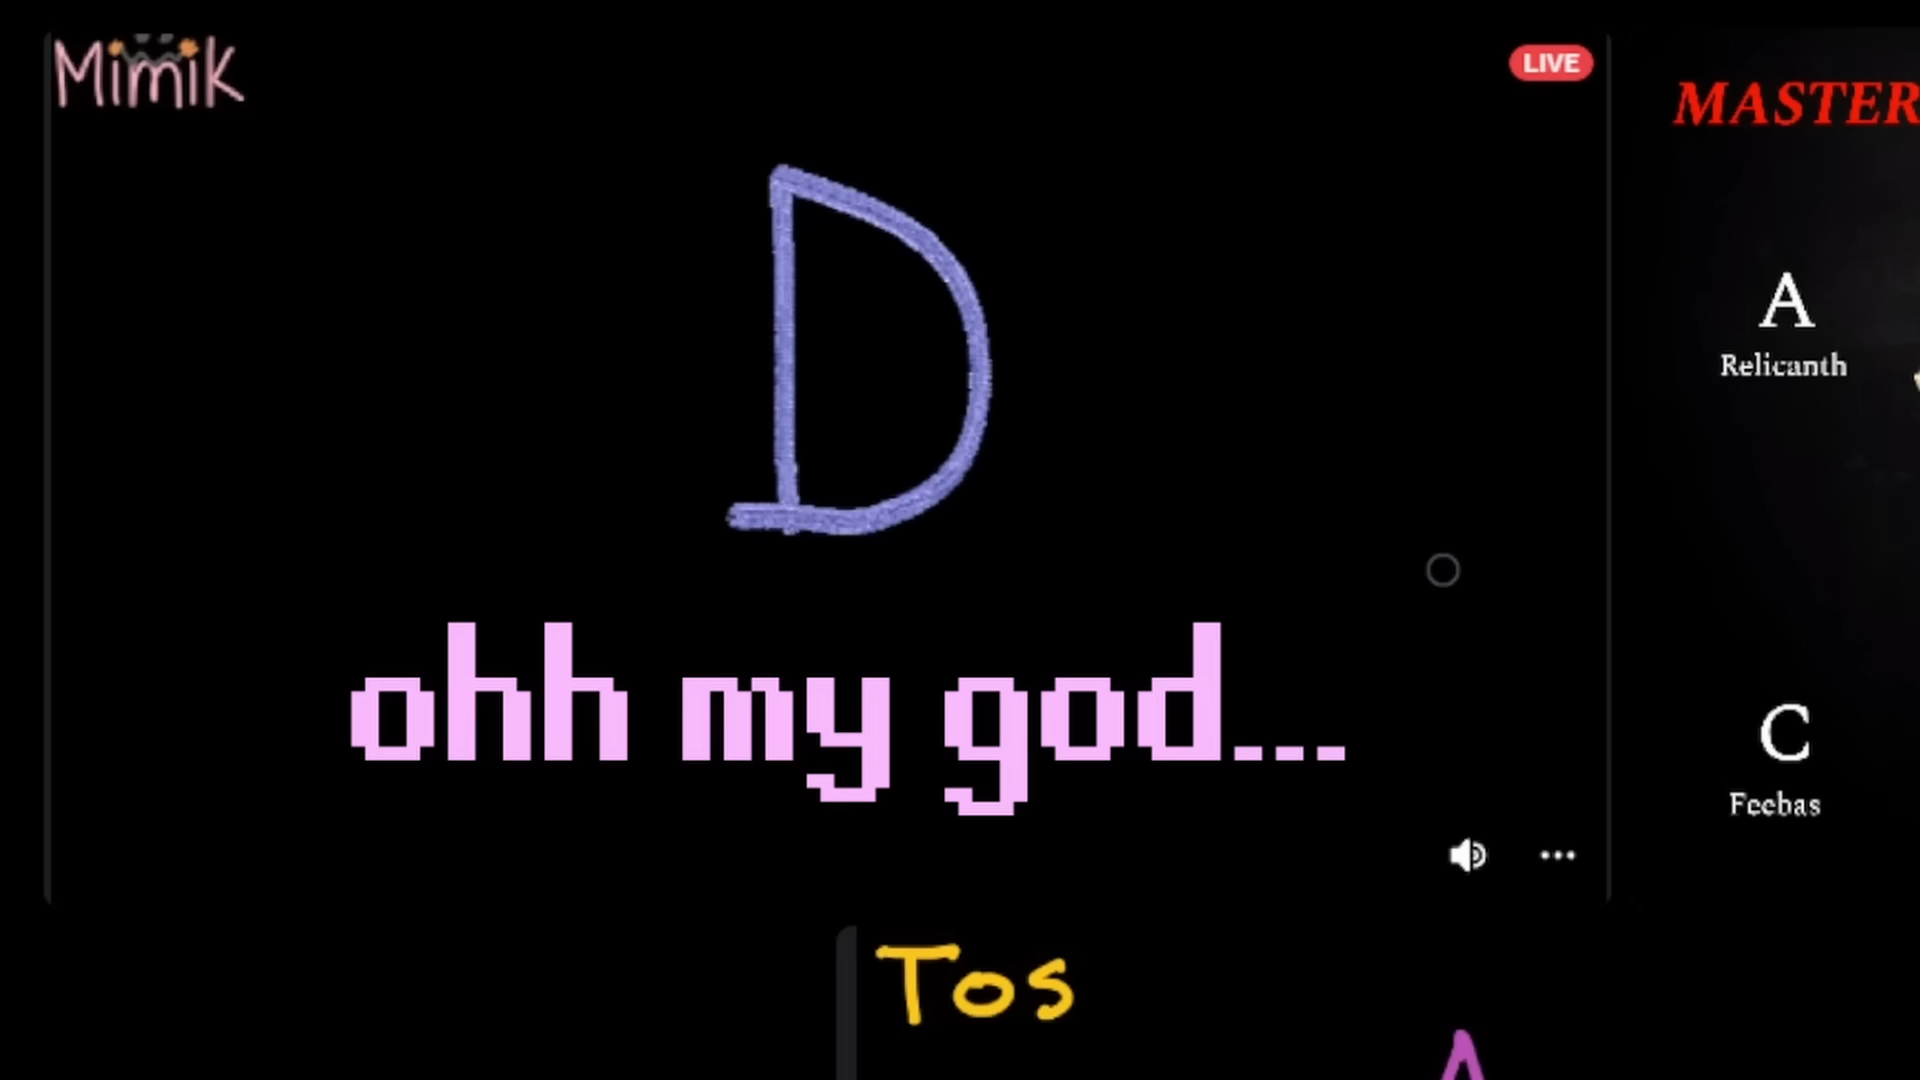 Mimik
LIVE
MASTER
D
A
Relicanth
ohh my god...
C
Feebas
Tos